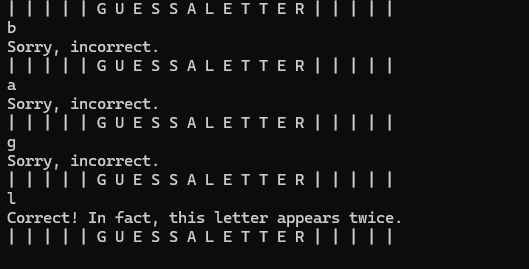 | | | | | G U E S S A L E T T E R | | | | |
b
Sorry, incorrect.
| | | | | G U E S S A L E T T E R | | | | |
a
Sorry, incorrect.
| | | | | G U E S S A L E T T E R | | | | |
g
Sorry, incorrect.
| | | | | G U E S S A L E T T E R | | | | |
l
Correct! In fact, this letter appears twice.
| | | | | G U E S S A L E T T E R | | | | |